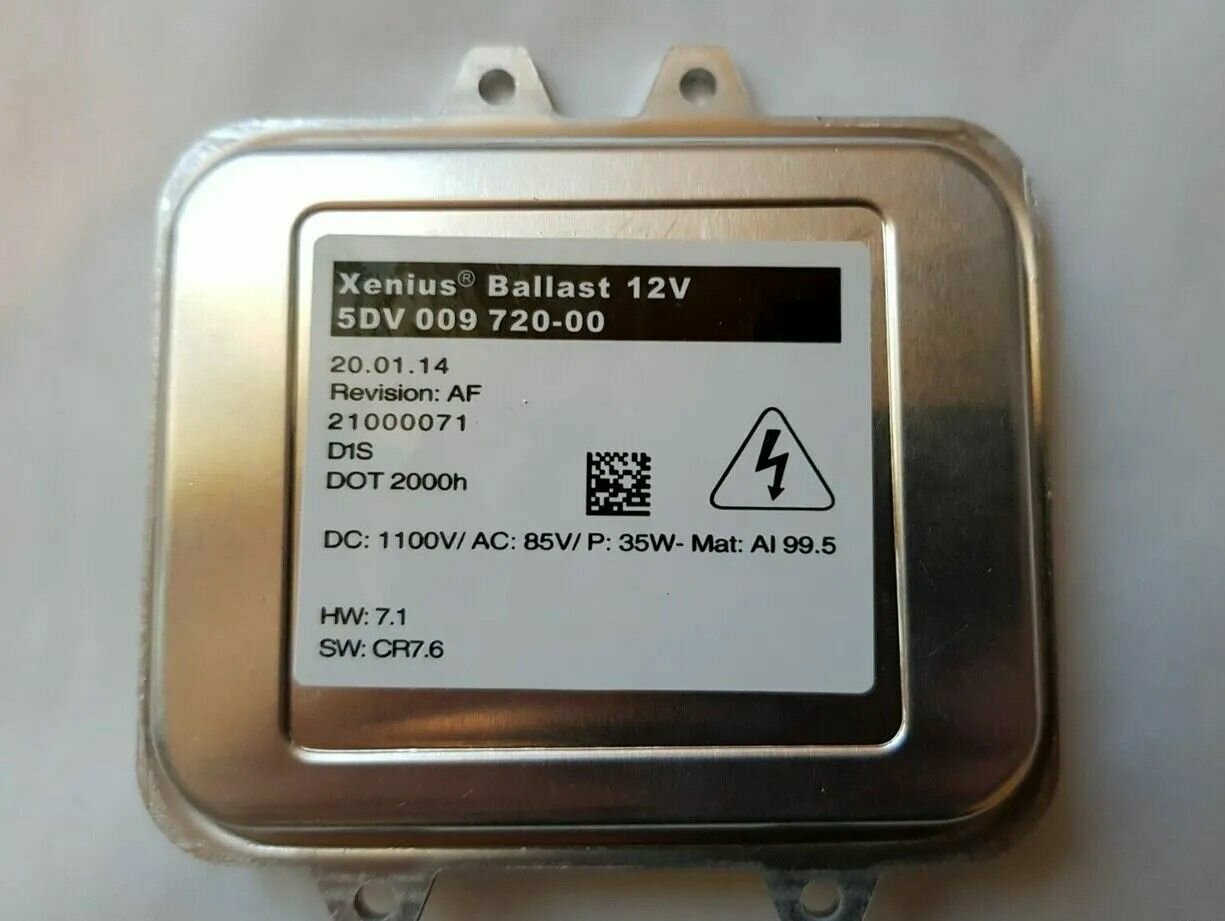 Xenius® Ballast 12V
5DV 009 720-00
20.01.14
Revision: AF
21000071
D1S
DOT 2000h
DC: 1100V/ AC: 85V/ P: 35W- Mat: Al 99.5
HW: 7.1
SW: CR7.6